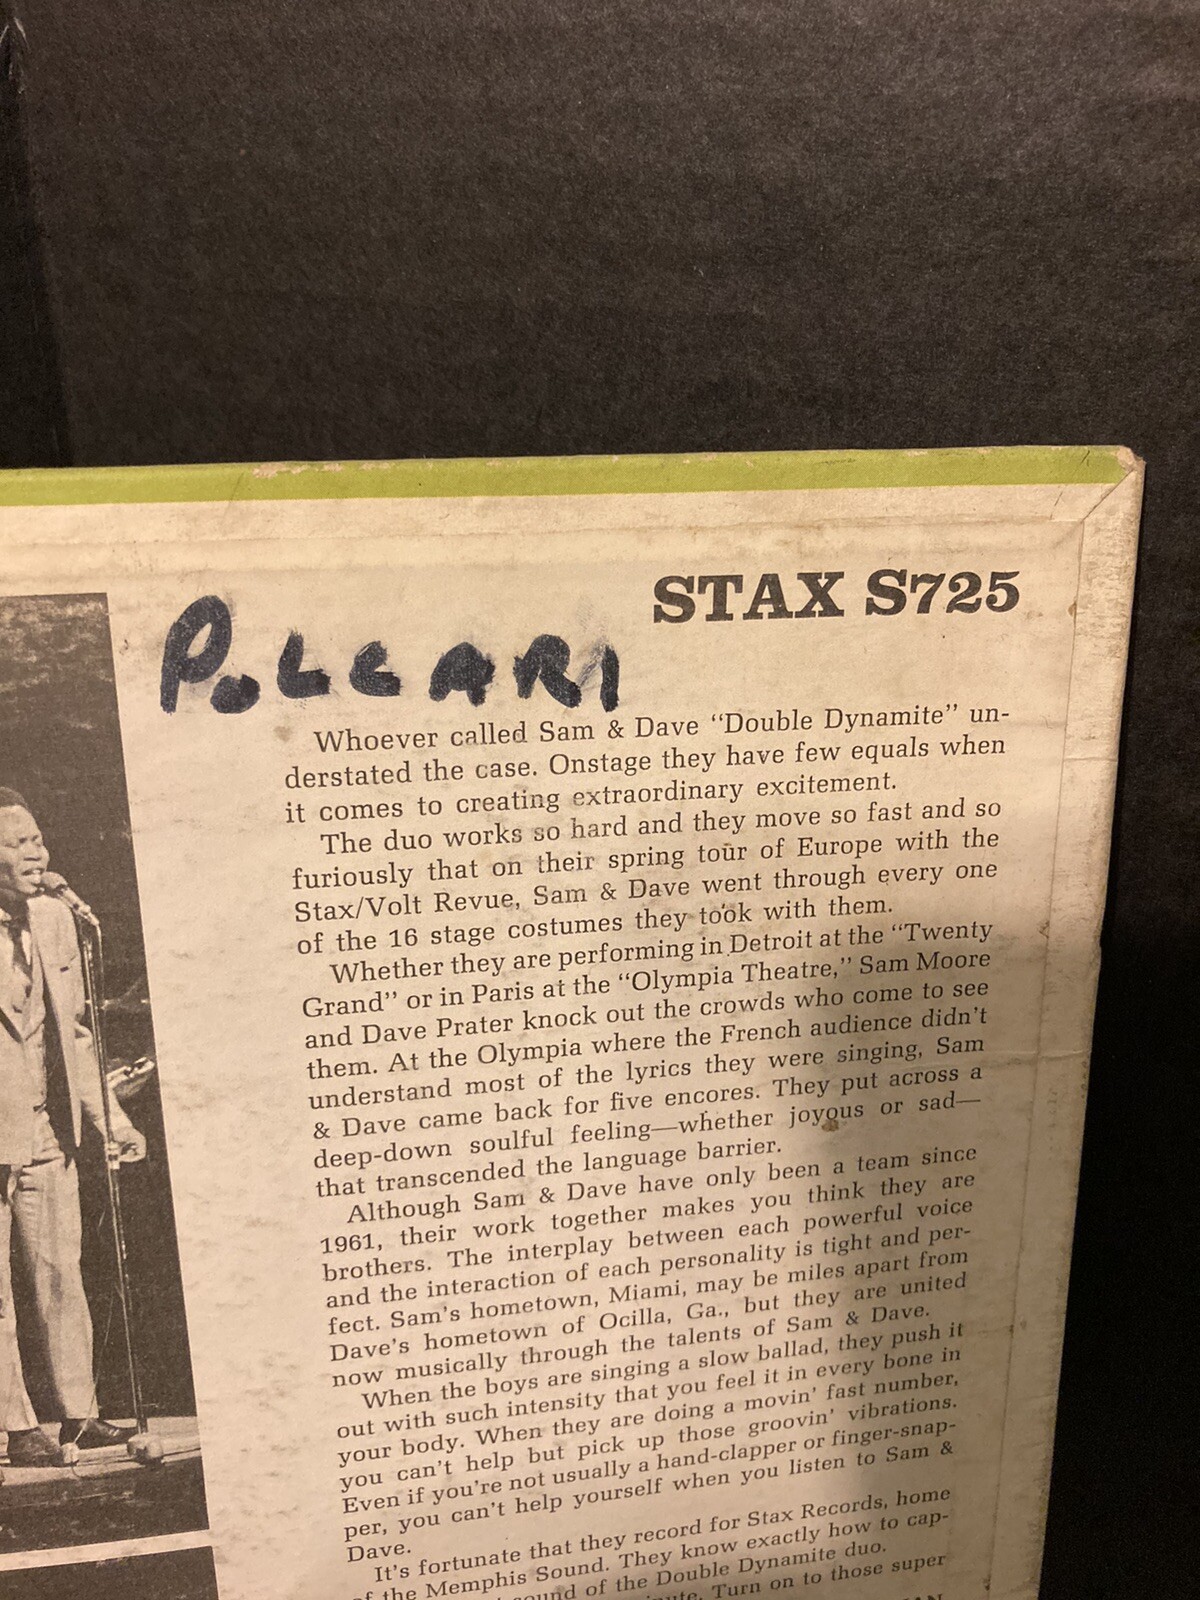 STAX S725
POLCARI
Whoever called Sam & Dave “Double Dynamite” un-
derstated the case. Onstage they have few equals when
it comes to creating extraordinary excitement.
The duo works so hard and they move so fast and so
furiously that on their spring tour of Europe with the
Stax/Volt Revue, Sam & Dave went through every one
of the 16 stage costumes they took with them.
Whether they are performing in Detroit at the “Twenty
Grand” or in Paris at the “Olympia Theatre,” Sam Moore
and Dave Prater knock out the crowds who come to see
them. At the Olympia where the French audience didn’t
understand most of the lyrics they were singing, Sam
& Dave came back for five encores. They put across a
deep-down soulful feeling—whether joyous or sad—
that transcended the language barrier.
Although Sam & Dave have only been a team since
1961, their work together makes you think they are
brothers. The interplay between each powerful voice
and the interaction of each personality is tight and per-
fect. Sam’s hometown, Miami, may be miles apart from
Dave’s hometown of Ocilla, Ga., but they are united
now musically through the talents of Sam & Dave.
When the boys are singing a slow ballad, they push it
out with such intensity that you feel it in every bone in
your body. When they are doing a movin’ fast number,
you can’t help but pick up those groovin’ vibrations.
Even if you’re not usually a hand-clapper or finger-snap-
per, you can’t help yourself when you listen to Sam &
Dave.
It’s fortunate that they record for Stax Records, home
of the Memphis Sound. They know exactly how to cap-
sound of the Double Dynamite duo.
Turn on to those super